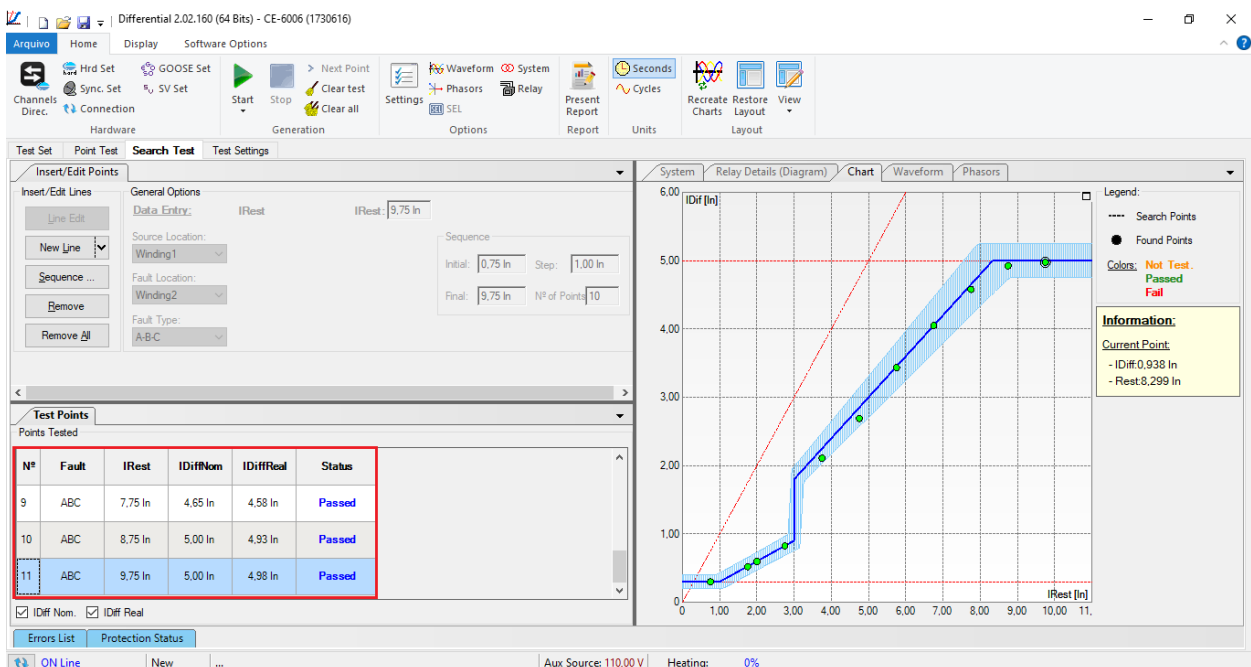 Differential 2.02.160 (64 Bits) - CE-6006 (1730616)
Arquivo Home Display Software Options
Hrd Set GOOSE Set > Next Point Waveform System Seconds
Sync. Set SV Set Clear test Phasors Relay Cycles
Channels Direc. Connection Start Stop Clear all Settings SEL Present Report Recreate Charts Restore Layout View
Hardware Generation Options Report Units Layout
Test Set Point Test Search Test Test Settings
Insert/Edit Points
Insert/Edit Lines General Options
Line Edit Data Entry: IRest IRest: 9,75 In
New Line Source Location: Sequence
Winding1 Initial: 0,75 In Step: 1,00 In
Sequence ... Fault Location:
Remove Winding2 Final: 9,75 In Nº of Points 10
Fault Type:
Remove All A-B-C
Test Points
Points Tested
Nº Fault IRest IDiffNom IDiffReal Status
9 ABC 7,75 In 4,65 In 4,58 In Passed
10 ABC 8,75 In 5,00 In 4,93 In Passed
11 ABC 9,75 In 5,00 In 4,98 In Passed
IDiff Nom. IDiff Real
Errors List Protection Status
System Relay Details (Diagram) Chart Waveform Phasors
6,00 IDif [In]
5,00
4,00
3,00
2,00
1,00
0
IRest [In]
0 1,00 2,00 3,00 4,00 5,00 6,00 7,00 8,00 9,00 10,00 11,
Legend:
Search Points
Found Points
Colors: Not Test.
Passed
Fail
Information:
Current Point:
- IDiff:0,938 In
- Rest:8,299 In
ON Line New ... Aux Source: 110.00 V Heating: 0%